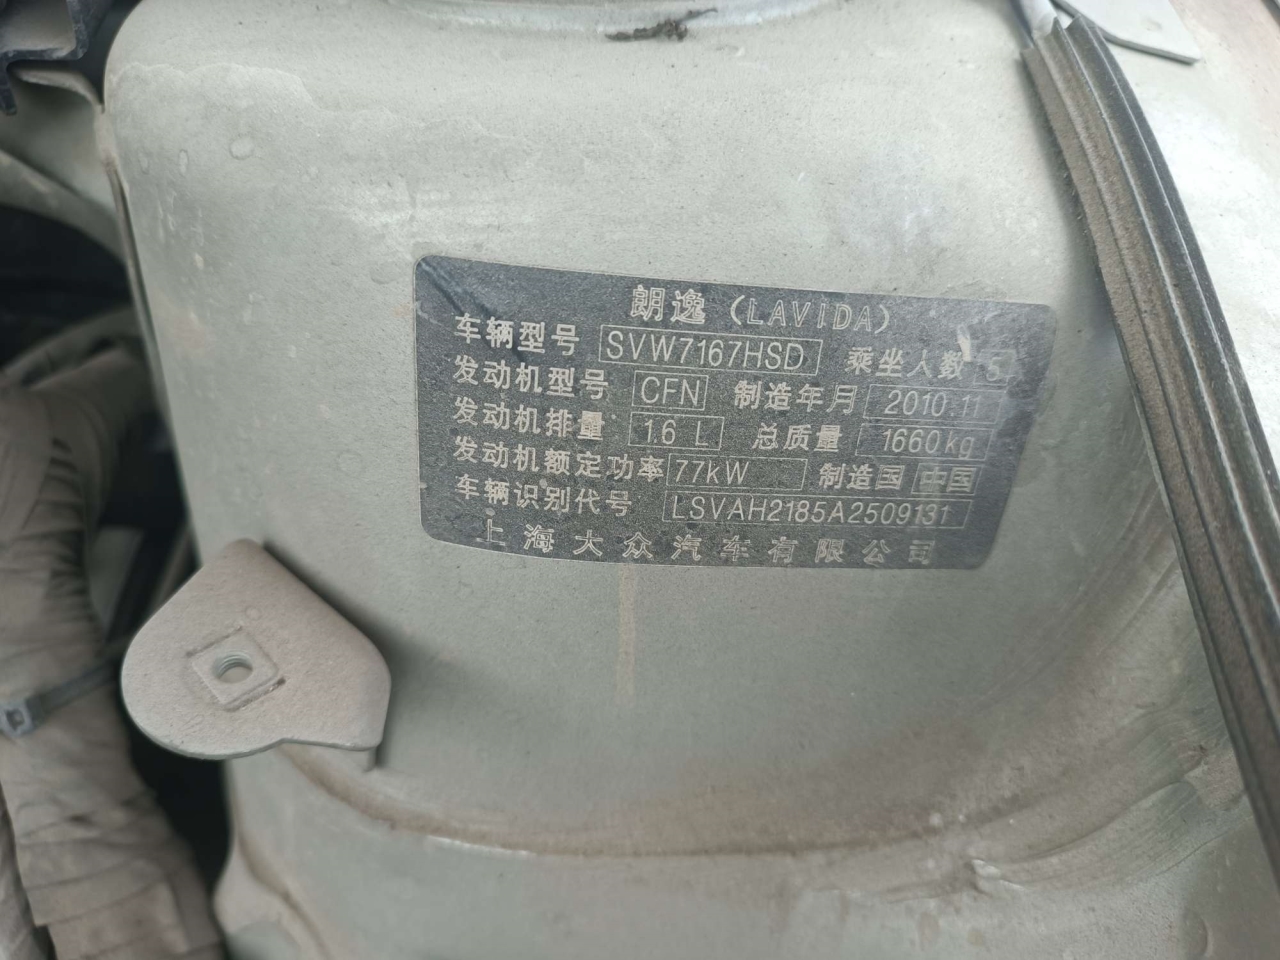 朗逸（LAVIDA）
车辆型号 SVW7167HSD 乘坐人数 5
发动机型号 CFN 制造年月 2010.11
发动机排量 1.6 L 总质量 1660kg
发动机额定功率 77kW 制造国 中国
车辆识别代号 LSVAH2185A2509131
上海大众汽车有限公司